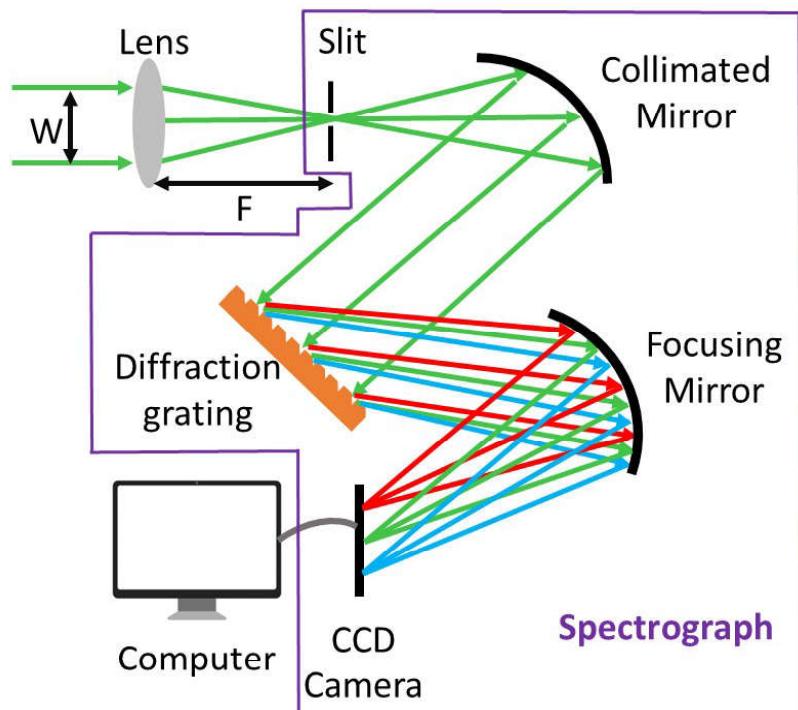 Lens
Slit
W
F
Collimated
Mirror
Diffraction
grating
Focusing
Mirror
Computer
CCD
Camera
Spectrograph